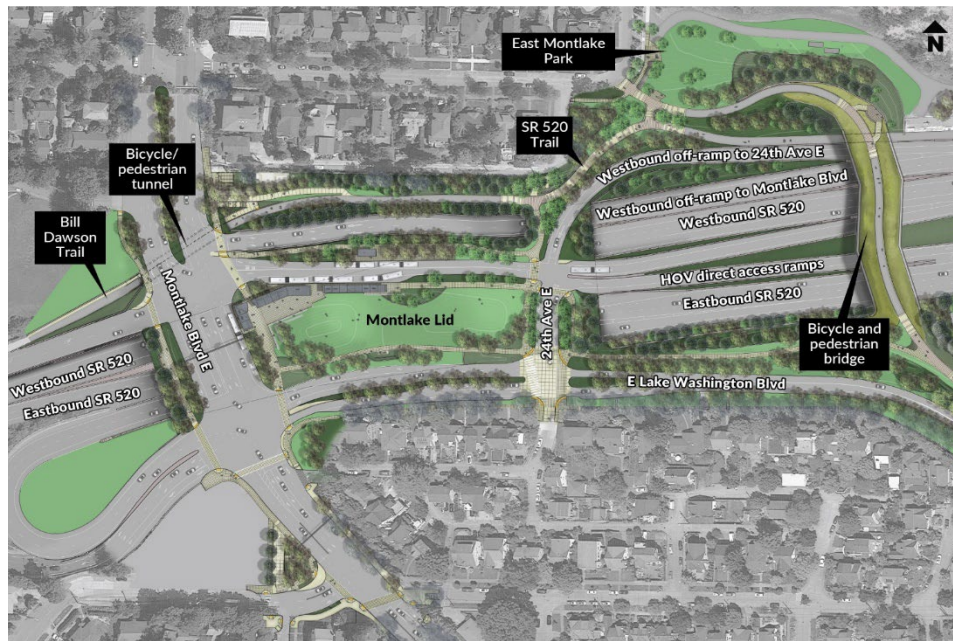 N
East Montlake
Park
SR 520
Trail
Westbound off-ramp to 24th Ave E
Bicycle/
pedestrian
tunnel
Westbound off-ramp to Montlake Blvd
Westbound SR 520
Bill
Dawson
Trail
Montlake Blvd E
HOV direct access ramps
Eastbound SR 520
Montlake Lid
24th Ave E
Bicycle and
pedestrian
bridge
Westbound SR 520
Eastbound SR 520
E Lake Washington Blvd